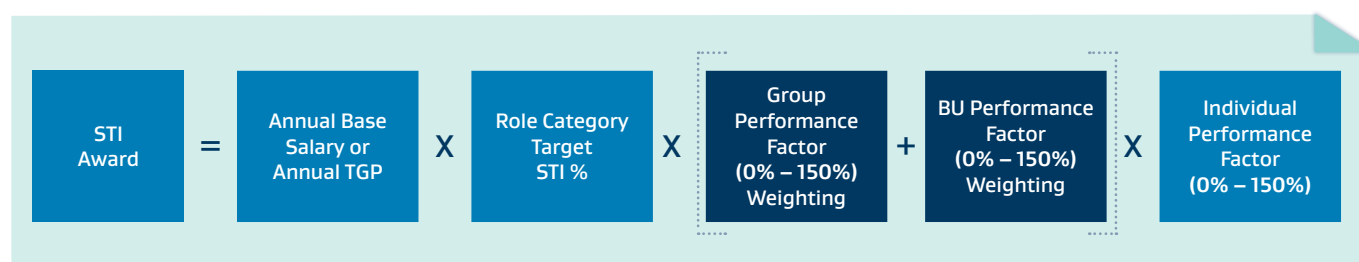 STI
Award
=
Annual Base
Salary or
Annual TGP
X
Role Category
Target
STI %
X
Group
Performance
Factor
(0% – 150%)
Weighting
+
BU Performance
Factor
(0% – 150%)
Weighting
X
Individual
Performance
Factor
(0% – 150%)